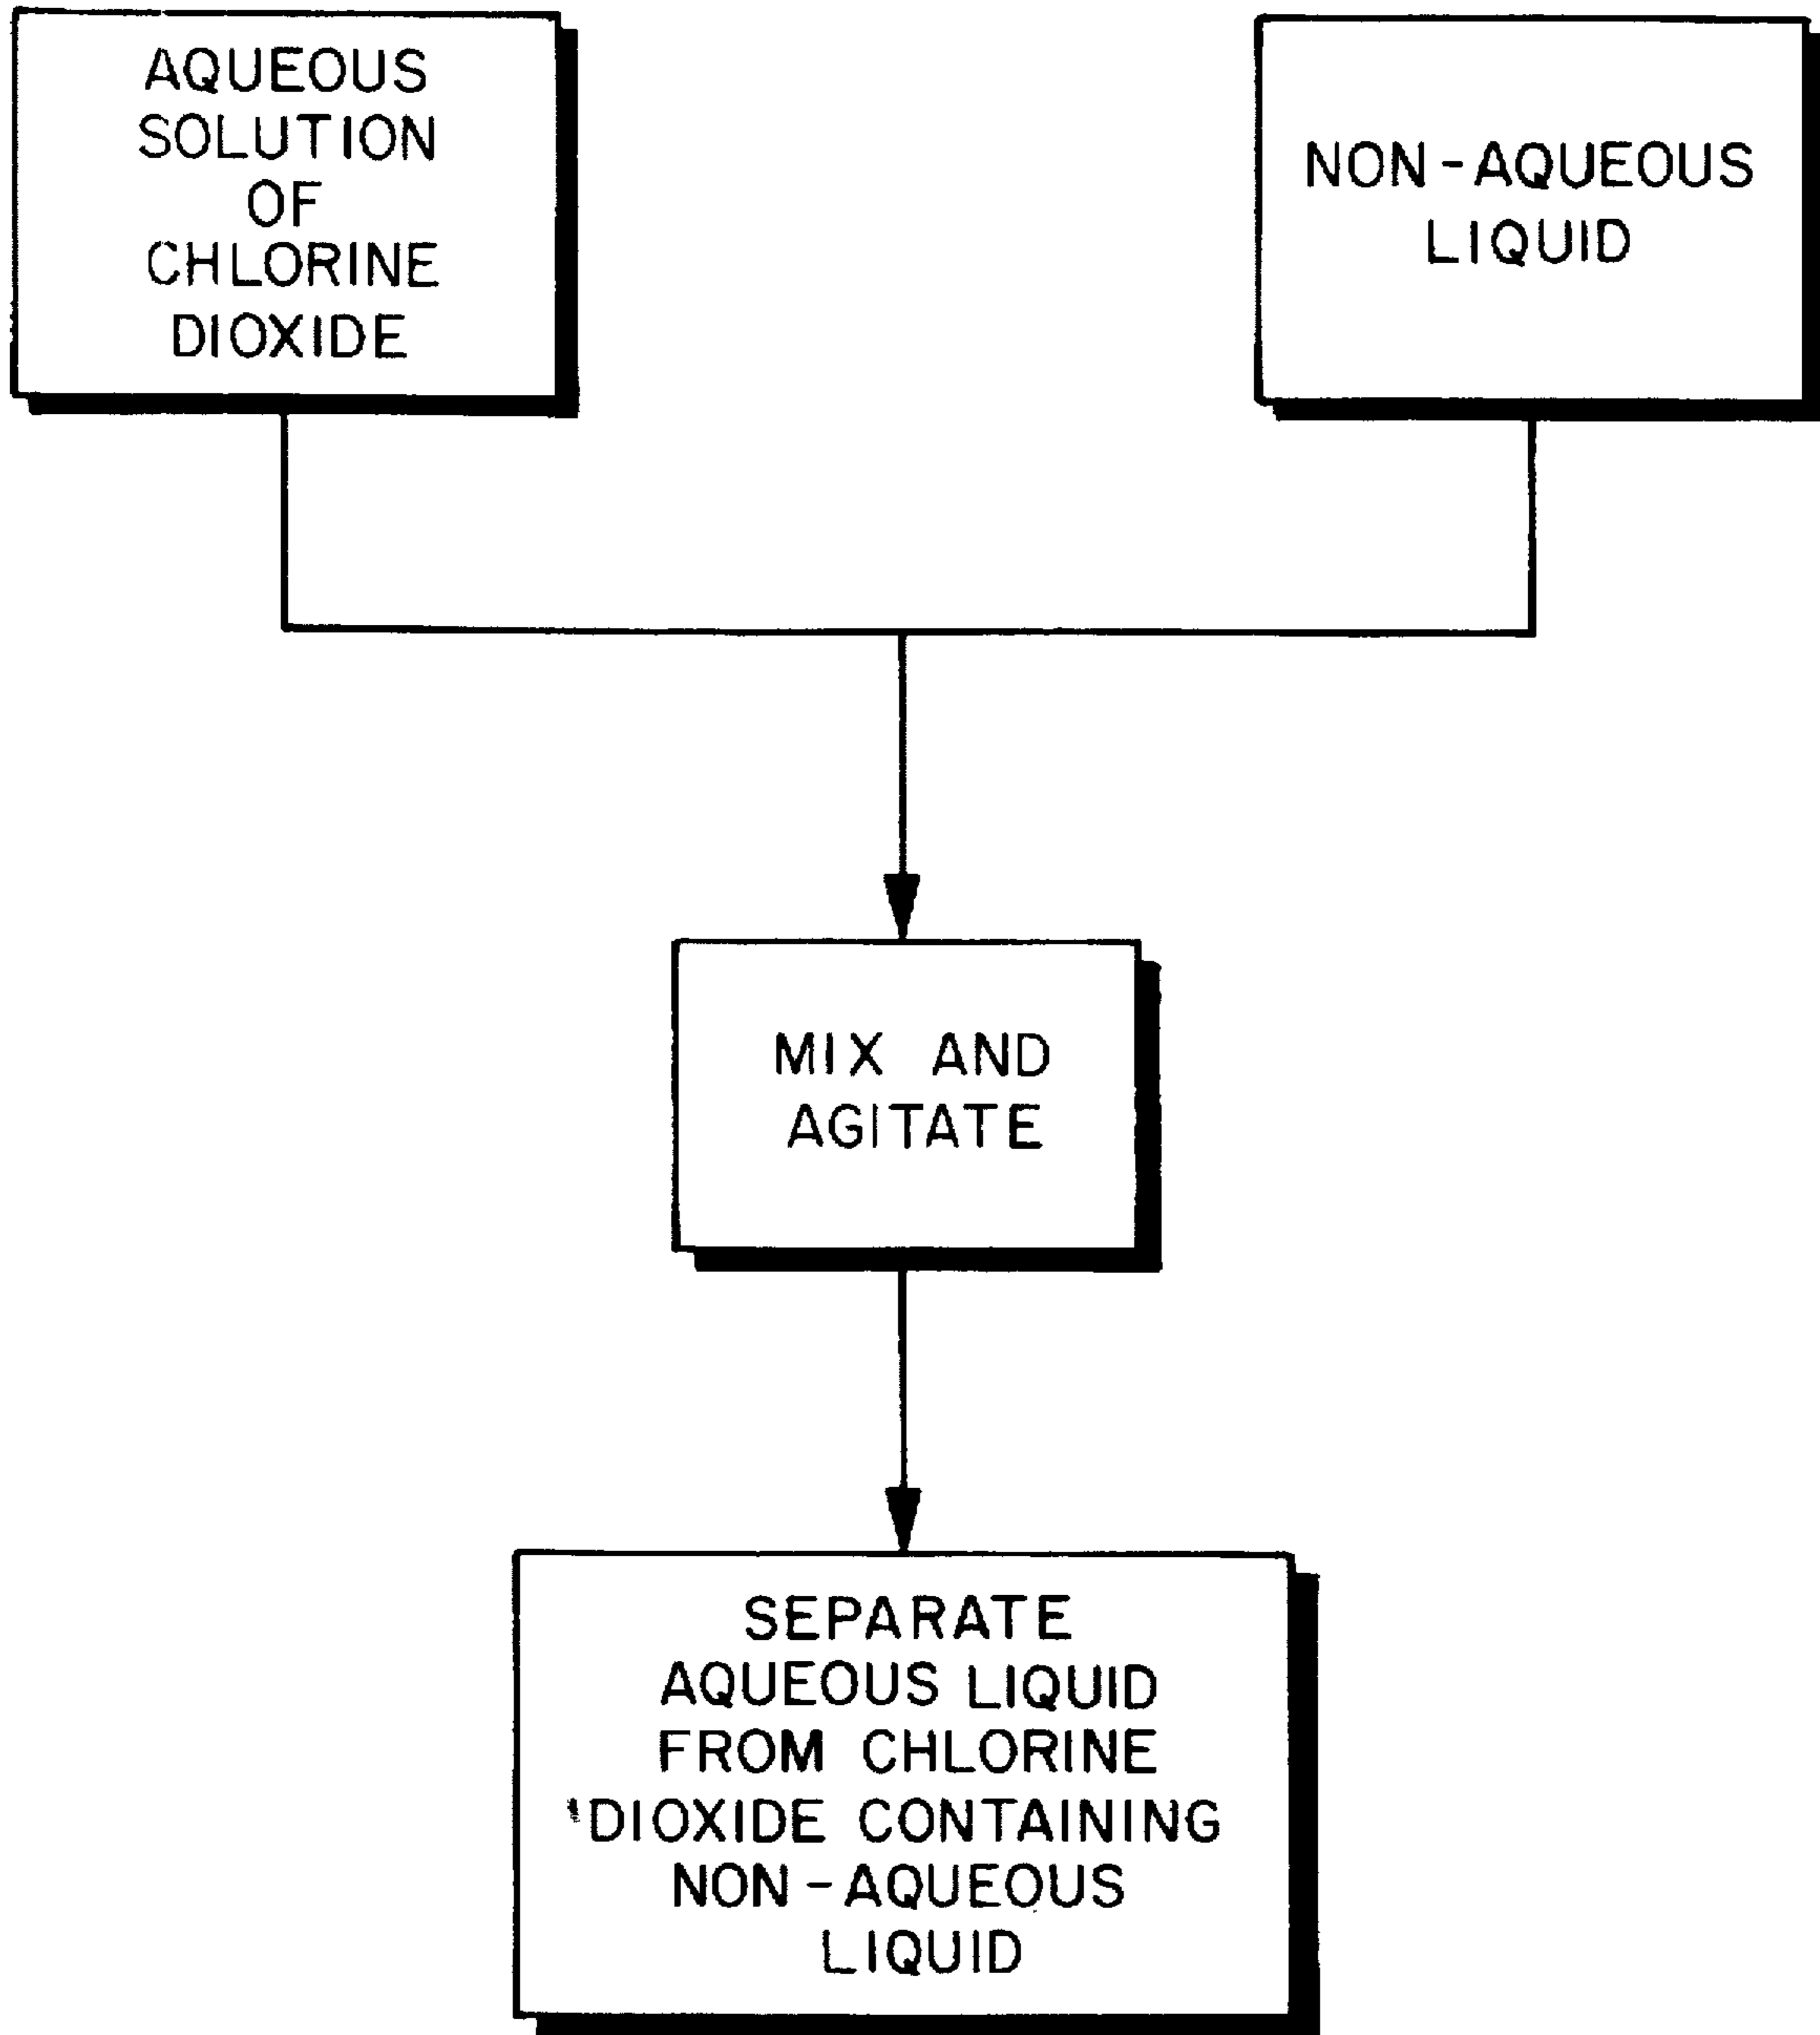 AQUEOUS
SOLUTION
OF
CHLORINE
DIOXIDE
NON-AQUEOUS
LIQUID
MIX AND
AGITATE
SEPARATE
AQUEOUS LIQUID
FROM CHLORINE
DIOXIDE CONTAINING
NON-AQUEOUS
LIQUID